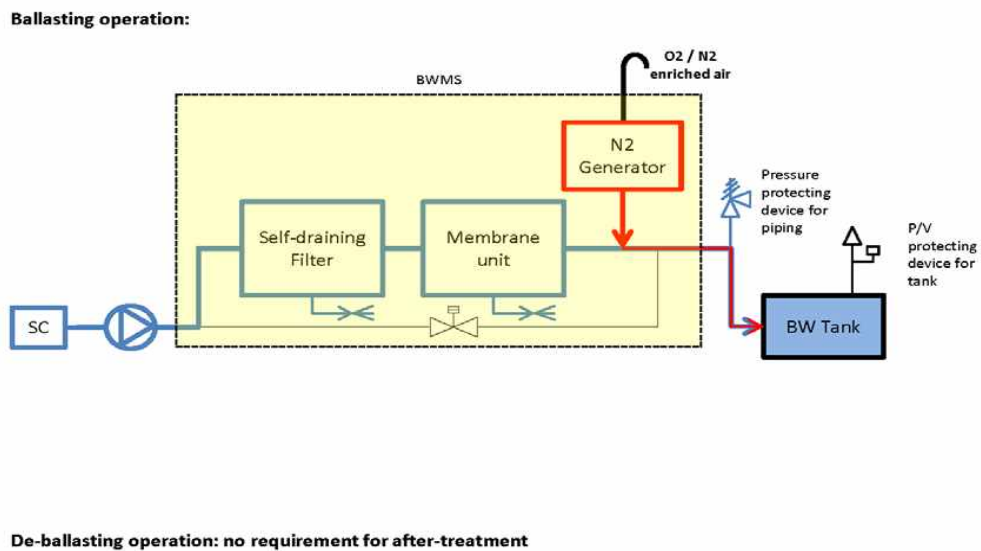 Ballasting operation:
O2 / N2
enriched air
BWMS
N2
Generator
Pressure
protecting
device for
piping
Self-draining
Filter
Membrane
unit
P/V
protecting
device for
tank
SC
BW Tank
De-ballasting operation: no requirement for after-treatment